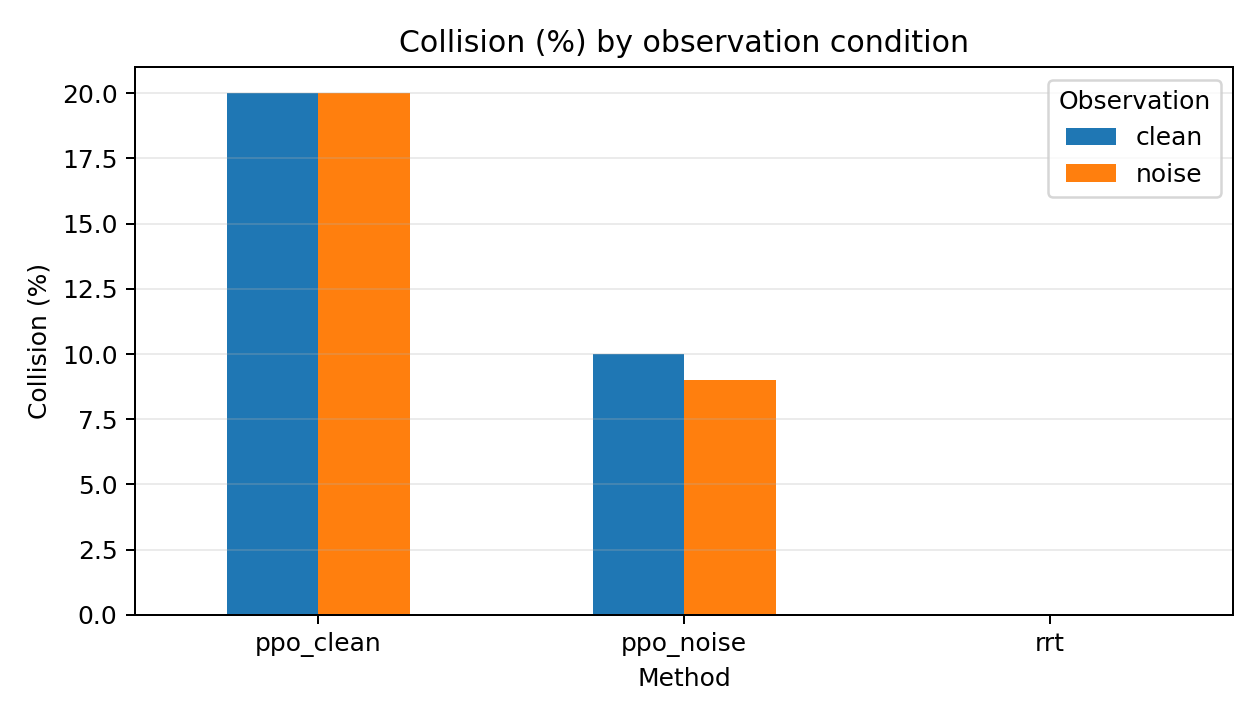 Collision (%) by observation condition
Observation
clean
noise
Collision (%)
20.0
17.5
15.0
12.5
10.0
7.5
5.0
2.5
0.0
ppo_clean
ppo_noise
rrt
Method